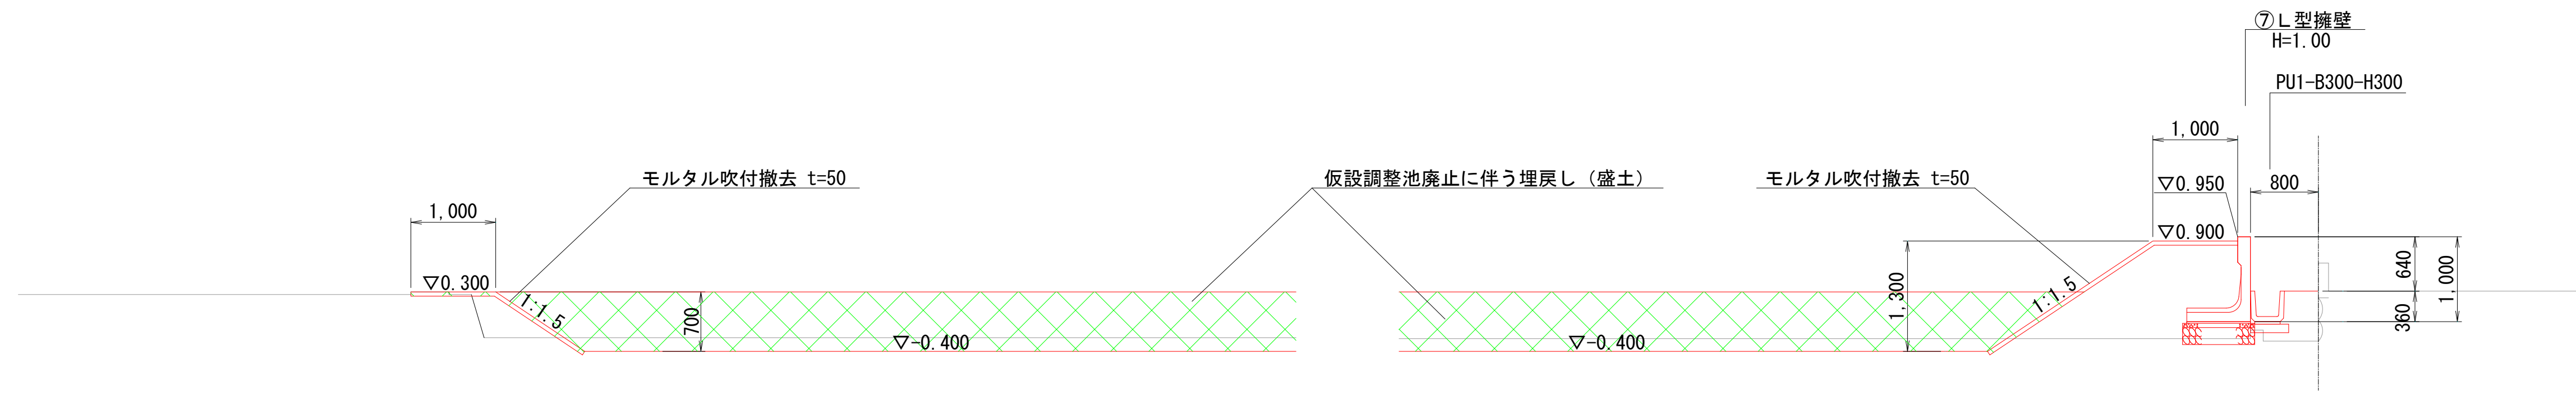 ⑦L型擁壁
H=1.00
PU1-B300-H300
1,000
モルタル吹付撤去 t=50
仮設調整池廃止に伴う埋戻し（盛土）
モルタル吹付撤去 t=50
▽0.950
800
1,000
▽0.900
▽0.300
1:1.5
700
▽-0.400
▽-0.400
1,300
1:1.5
640
1,000
360